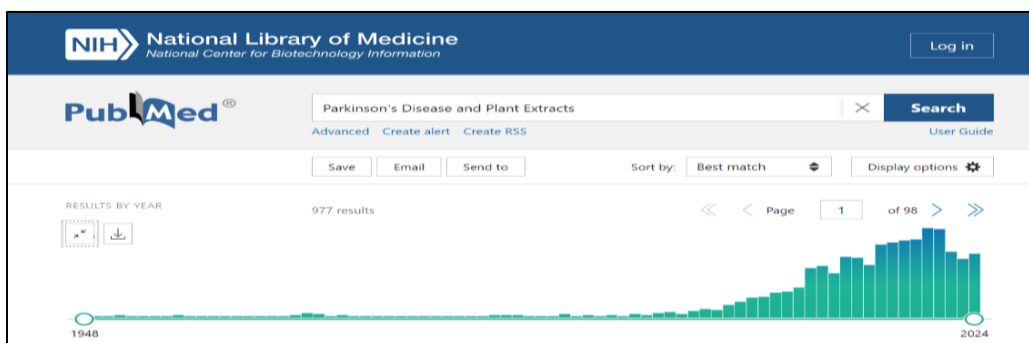 NIH National Library of Medicine
National Center for Biotechnology Information
Log in
PubMed®
Parkinson's Disease and Plant Extracts
Search
Advanced Create alert Create RSS
User Guide
Save Email Send to
Sort by: Best match
Display options
RESULTS BY YEAR
977 results
Page 1 of 98
1948
2024